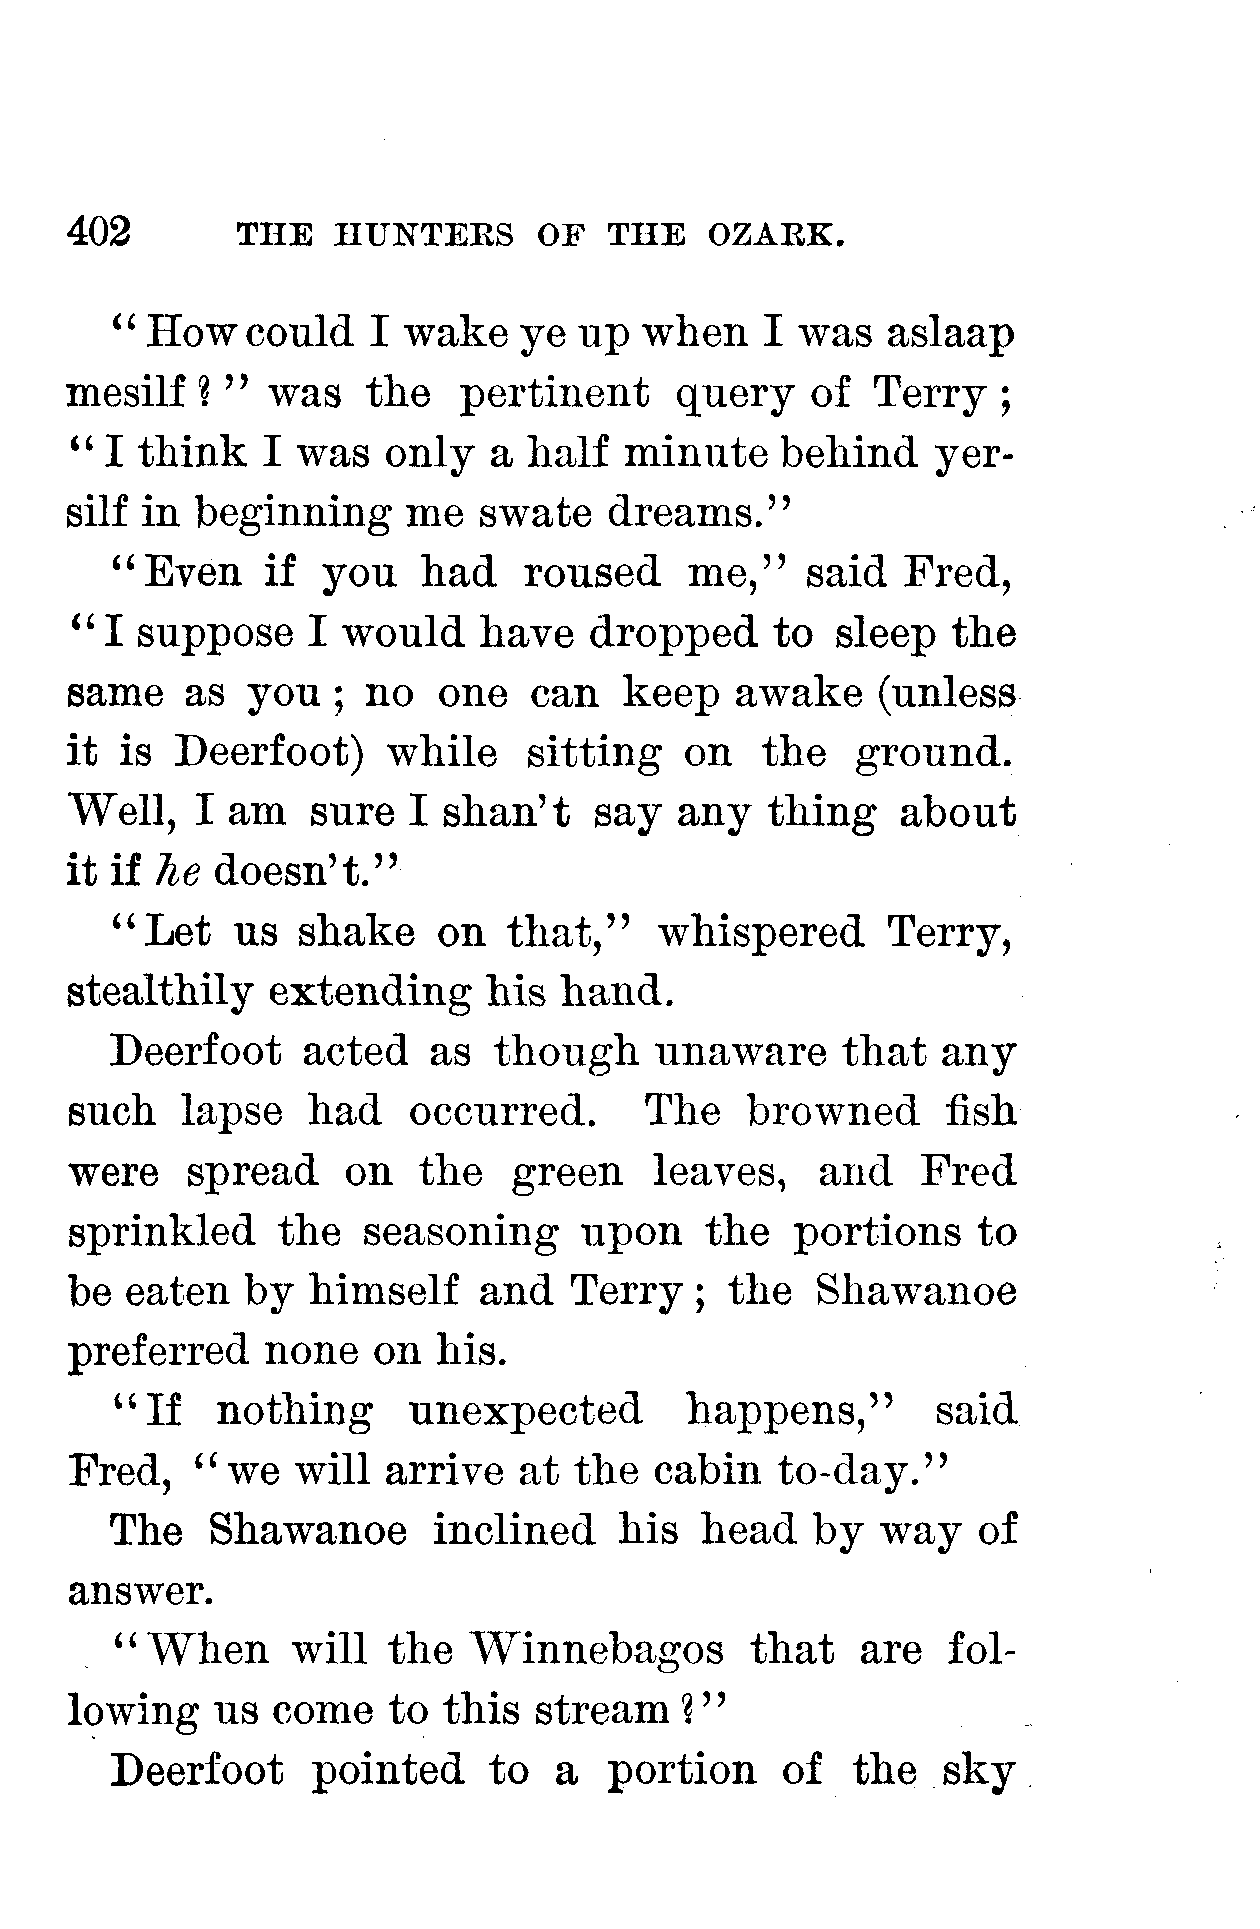 402 THE HUNTERS OF THE OZARK.
“How could I wake ye up when I was aslaap
mesilf?” was the pertinent query of Terry;
“I think I was only a half minute behind yer-
silf in beginning me swate dreams.”
“Even if you had roused me,” said Fred,
“I suppose I would have dropped to sleep the
same as you; no one can keep awake (unless
it is Deerfoot) while sitting on the ground.
Well, I am sure I shan’t say any thing about
it if he doesn’t.”
“Let us shake on that,” whispered Terry,
stealthily extending his hand.
Deerfoot acted as though unaware that any
such lapse had occurred. The browned fish
were spread on the green leaves, and Fred
sprinkled the seasoning upon the portions to
be eaten by himself and Terry; the Shawanoe
preferred none on his.
“If nothing unexpected happens,” said
Fred, “we will arrive at the cabin to-day.”
The Shawanoe inclined his head by way of
answer.
“When will the Winnebagos that are fol-
lowing us come to this stream?”
Deerfoot pointed to a portion of the sky